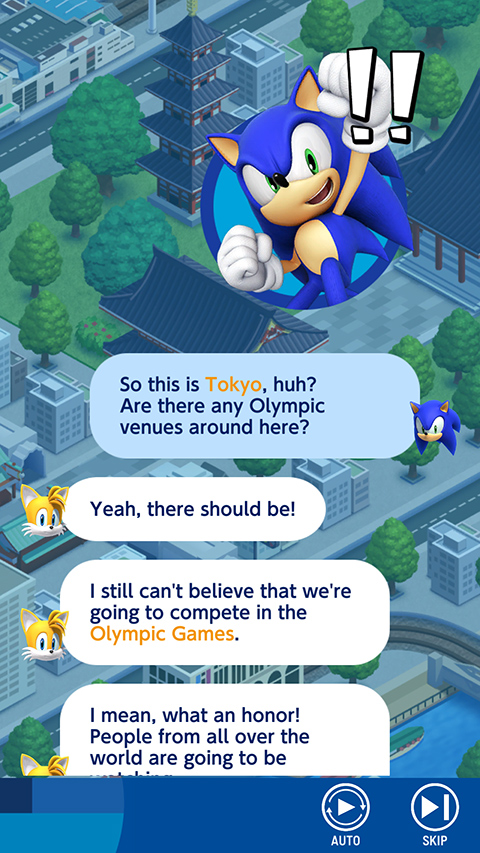 !!
So this is Tokyo, huh?
Are there any Olympic
venues around here?
Yeah, there should be!
I still can't believe that we're
going to compete in the
Olympic Games.
I mean, what an honor!
People from all over the
world are going to be
AUTO
SKIP